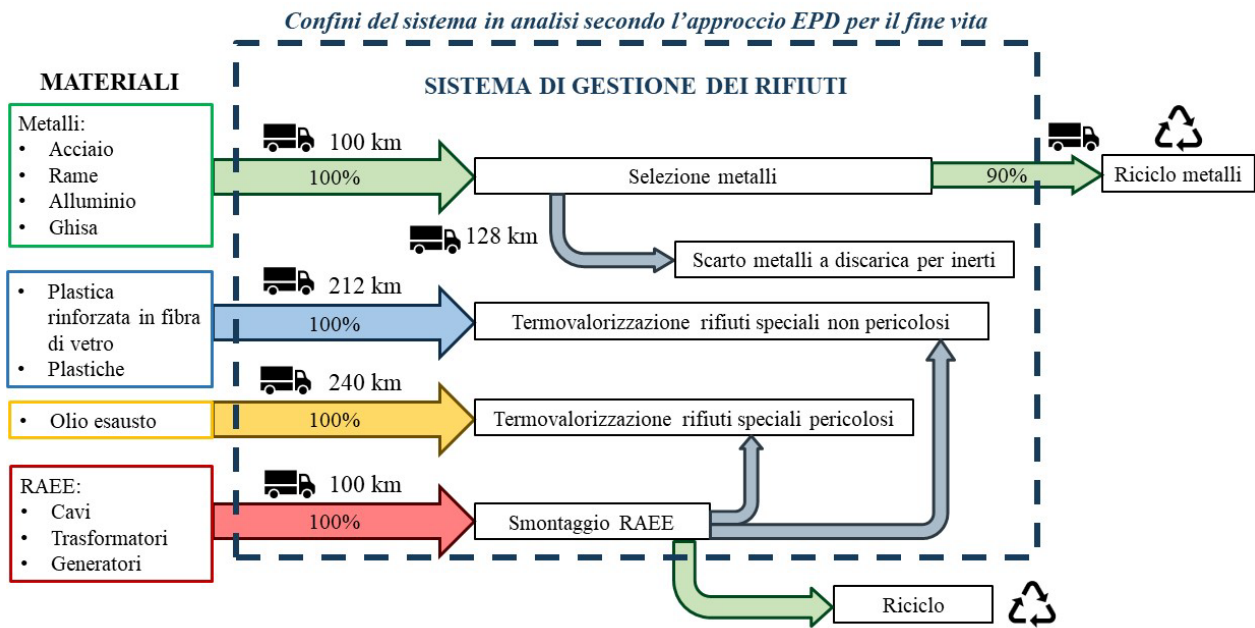 Confini del sistema in analisi secondo l'approccio EPD per il fine vita
MATERIALI
SISTEMA DI GESTIONE DEI RIFIUTI
Metalli:
• Acciaio
• Rame
• Alluminio
• Ghisa
100 km
100%
Selezione metalli
90%
Riciclo metalli
128 km
Scarto metalli a discarica per inerti
• Plastica
rinforzata in fibra
di vetro
• Plastiche
212 km
100%
Termovalorizzazione rifiuti speciali non pericolosi
240 km
• Olio esausto
100%
Termovalorizzazione rifiuti speciali pericolosi
RAEE:
• Cavi
• Trasformatori
• Generatori
100 km
100%
Smontaggio RAEE
Riciclo